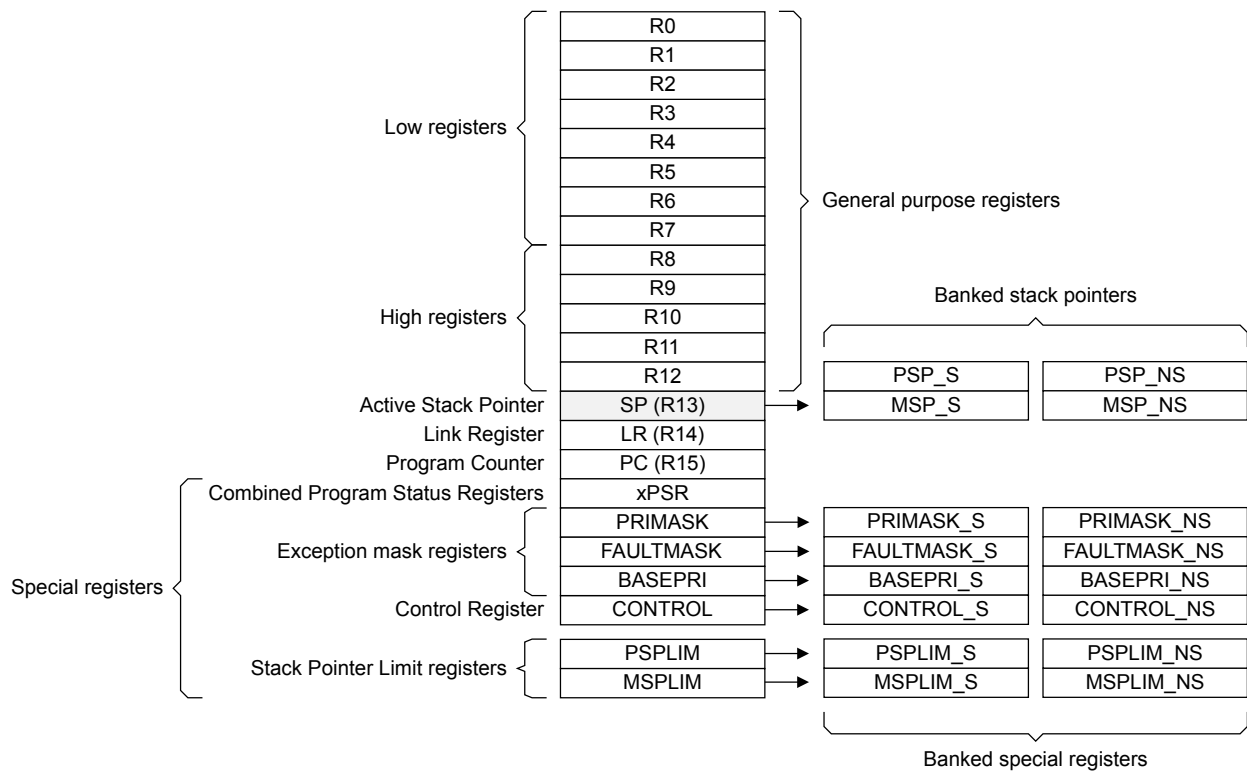 R0
R1
R2
R3
Low registers
R4
R5
R6
General purpose registers
R7
R8
R9
Banked stack pointers
High registers
R10
R11
R12
PSP_S PSP_NS
Active Stack Pointer SP (R13) MSP_S MSP_NS
Link Register LR (R14)
Program Counter PC (R15)
Combined Program Status Registers xPSR
PRIMASK PRIMASK_S PRIMASK_NS
Exception mask registers FAULTMASK FAULTMASK_S FAULTMASK_NS
Special registers
BASEPRI BASEPRI_S BASEPRI_NS
Control Register CONTROL CONTROL_S CONTROL_NS
Stack Pointer Limit registers
PSPLIM PSPLIM_S PSPLIM_NS
MSPLIM MSPLIM_S MSPLIM_NS
Banked special registers